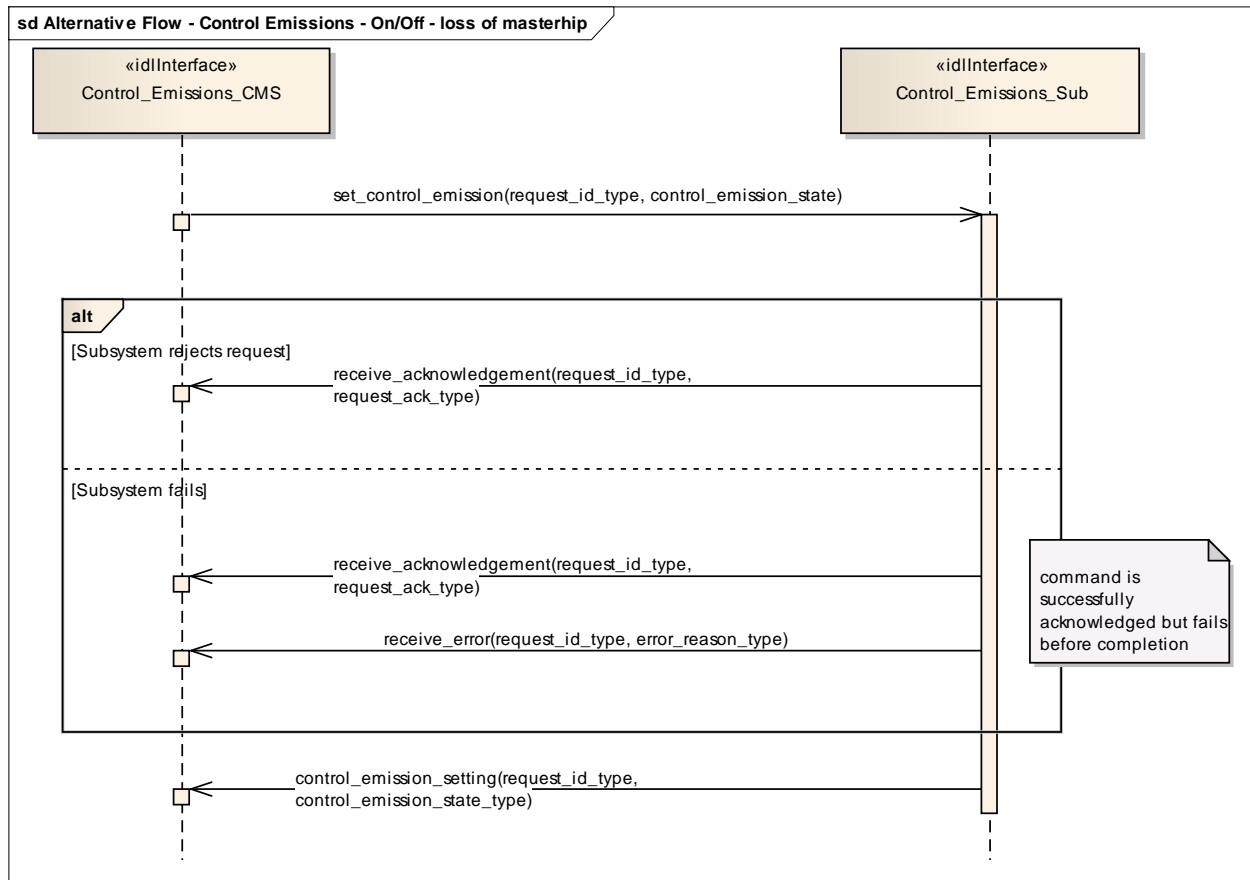 sd Alternative Flow - Control Emissions - On/Off - loss of masterhip
«idlInterface»
Control_Emissions_CMS
«idlInterface»
Control_Emissions_Sub
set_control_emission(request_id_type, control_emission_state)
alt
[Subsystem rejects request]
receive_acknowledgement(request_id_type,
request_ack_type)
[Subsystem fails]
receive_acknowledgement(request_id_type,
request_ack_type)
command is
successfully
acknowledged but fails
before completion
receive_error(request_id_type, error_reason_type)
control_emission_setting(request_id_type,
control_emission_state_type)